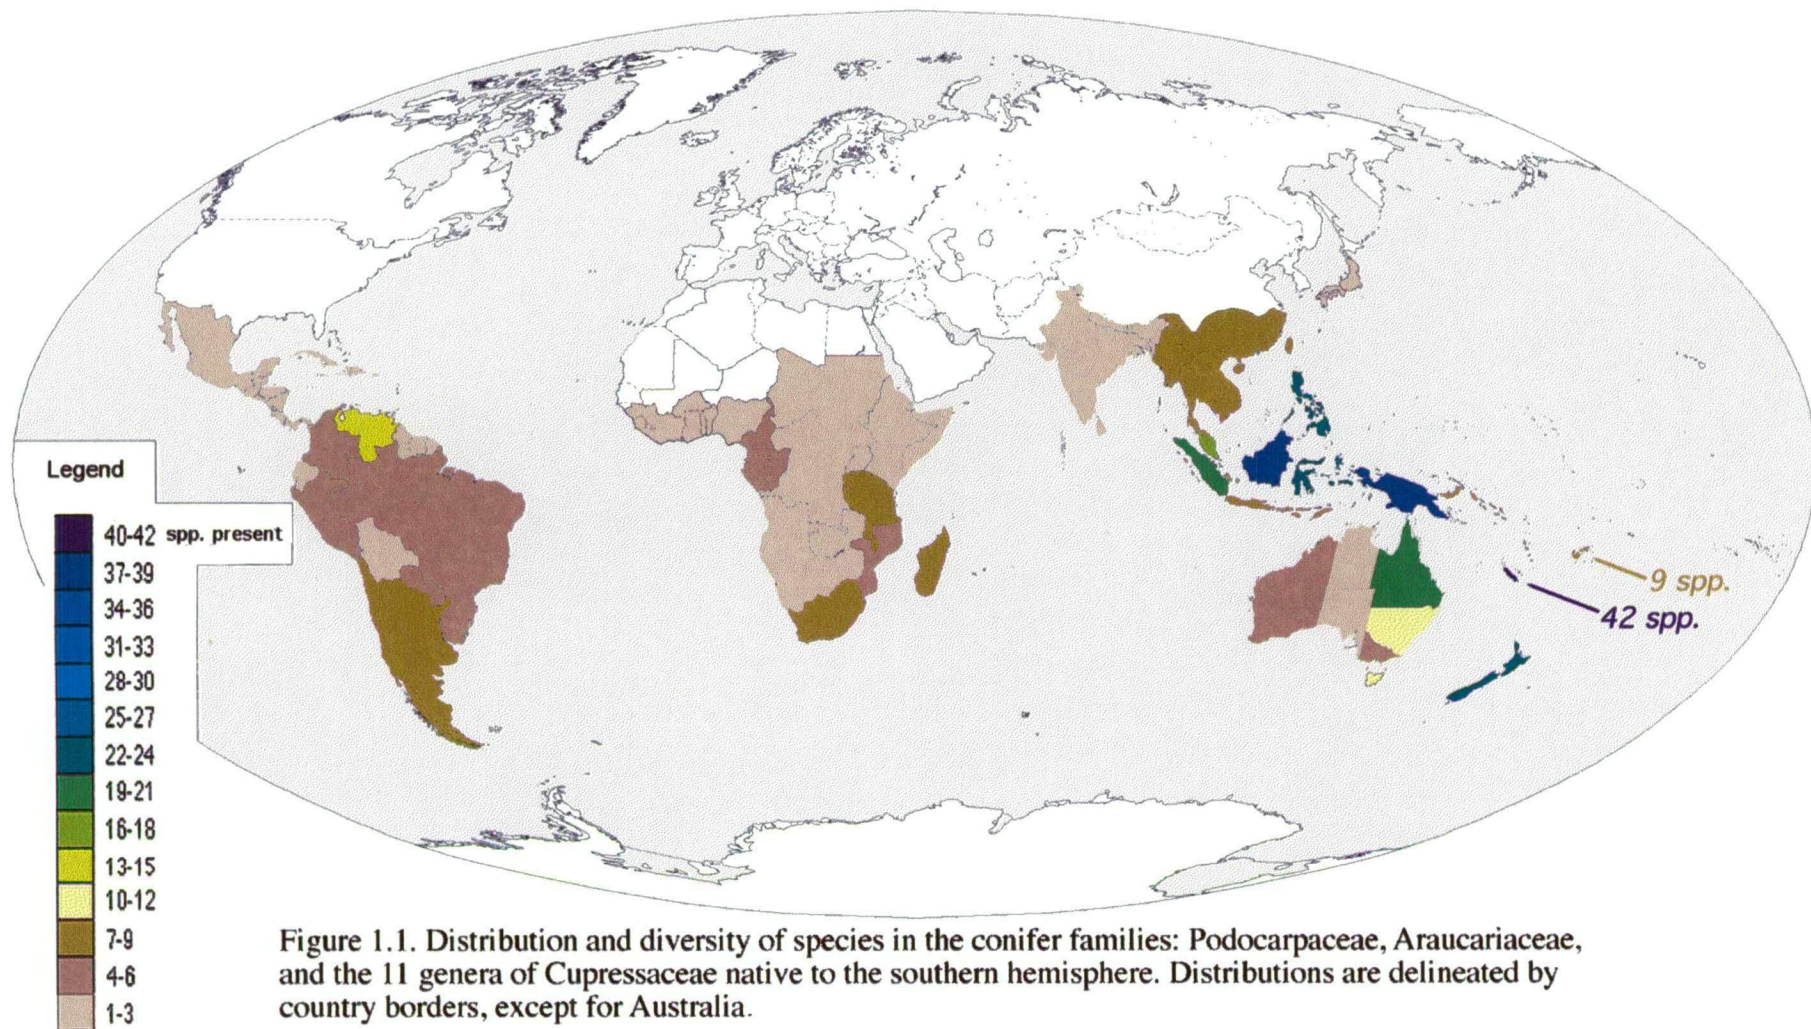 Legend
40-42 spp. present
37-39
34-36
31-33
28-30
25-27
22-24
19-21
16-18
13-15
10-12
7-9
4-6
1-3
9 spp.
42 spp.
Figure 1.1. Distribution and diversity of species in the conifer families: Podocarpaceae, Araucariaceae,
and the 11 genera of Cupressaceae native to the southern hemisphere. Distributions are delineated by
country borders, except for Australia.